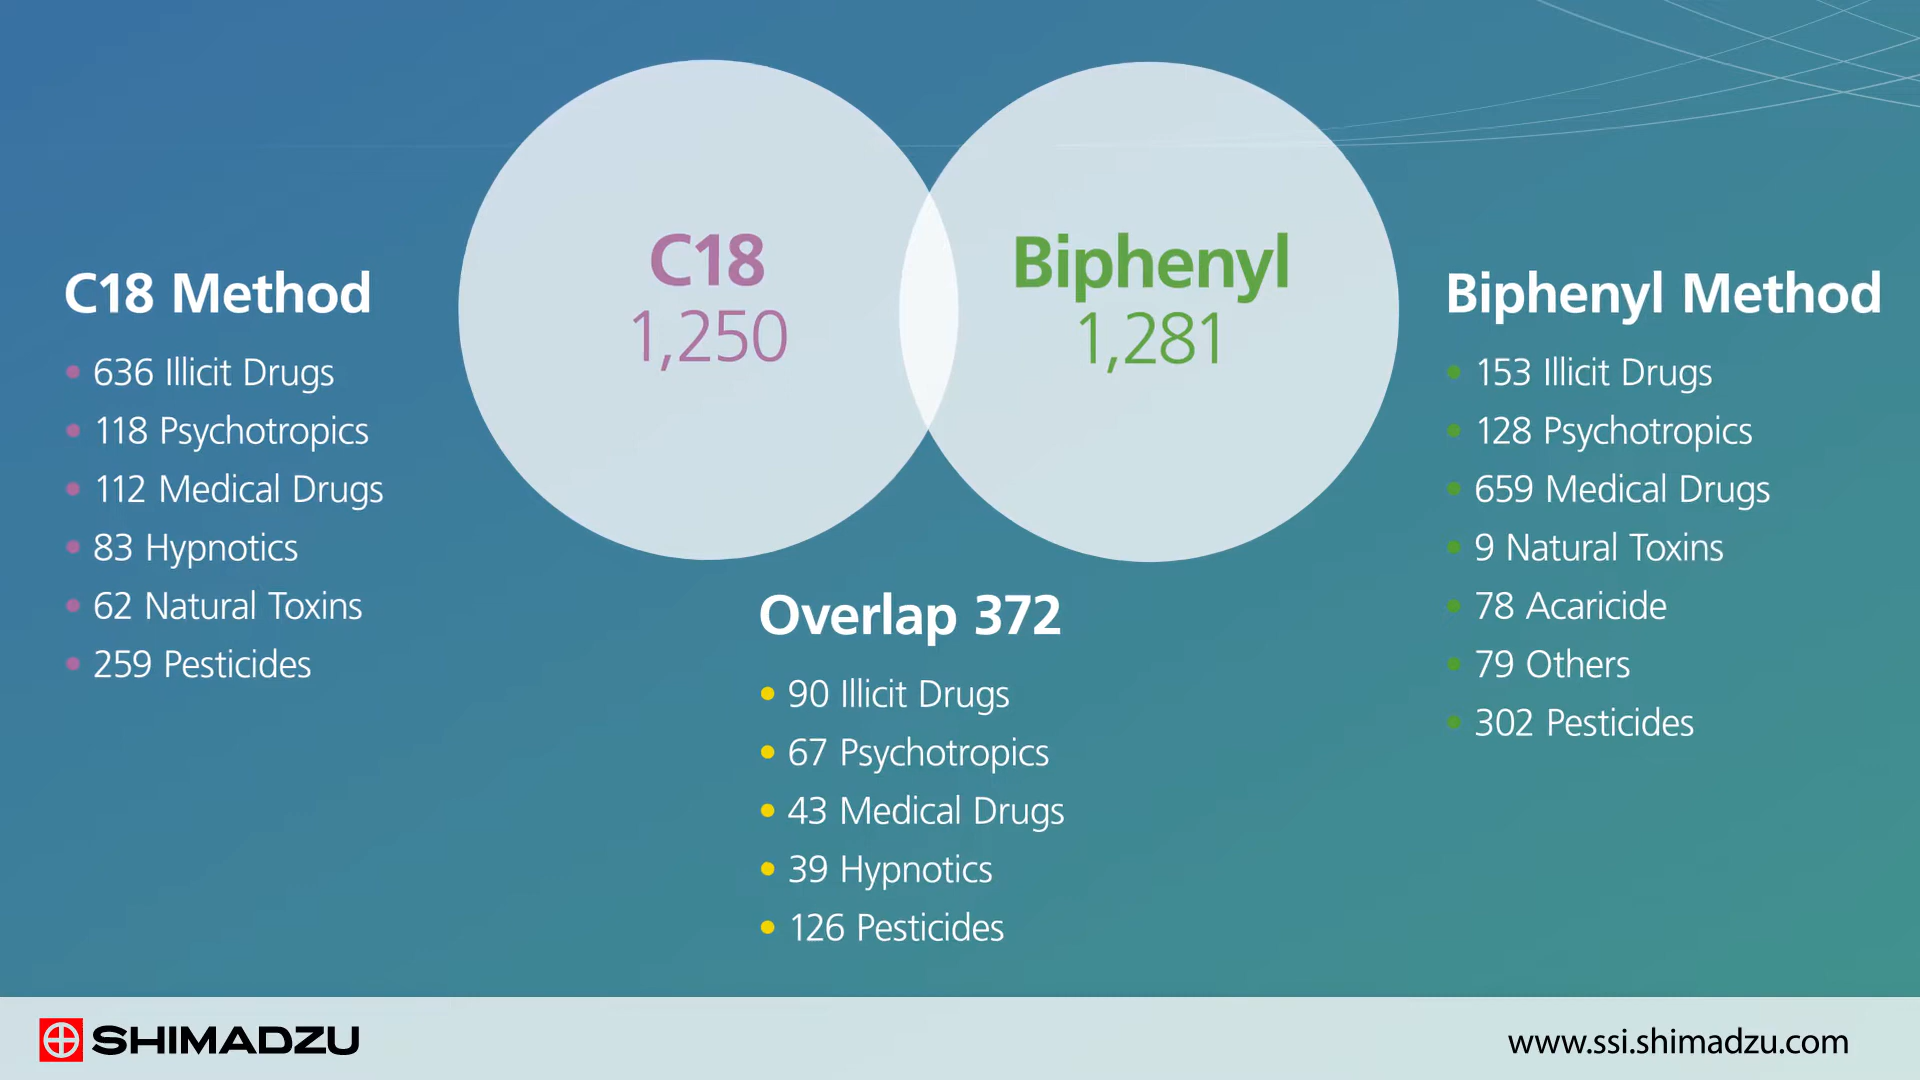 C18
1,250
Biphenyl
1,281
C18 Method
• 636 Illicit Drugs
• 118 Psychotropics
• 112 Medical Drugs
• 83 Hypnotics
• 62 Natural Toxins
• 259 Pesticides
Overlap 372
• 90 Illicit Drugs
• 67 Psychotropics
• 43 Medical Drugs
• 39 Hypnotics
• 126 Pesticides
Biphenyl Method
• 153 Illicit Drugs
• 128 Psychotropics
• 659 Medical Drugs
• 9 Natural Toxins
• 78 Acaricide
• 79 Others
• 302 Pesticides
SHIMADZU
www.ssi.shimadzu.com